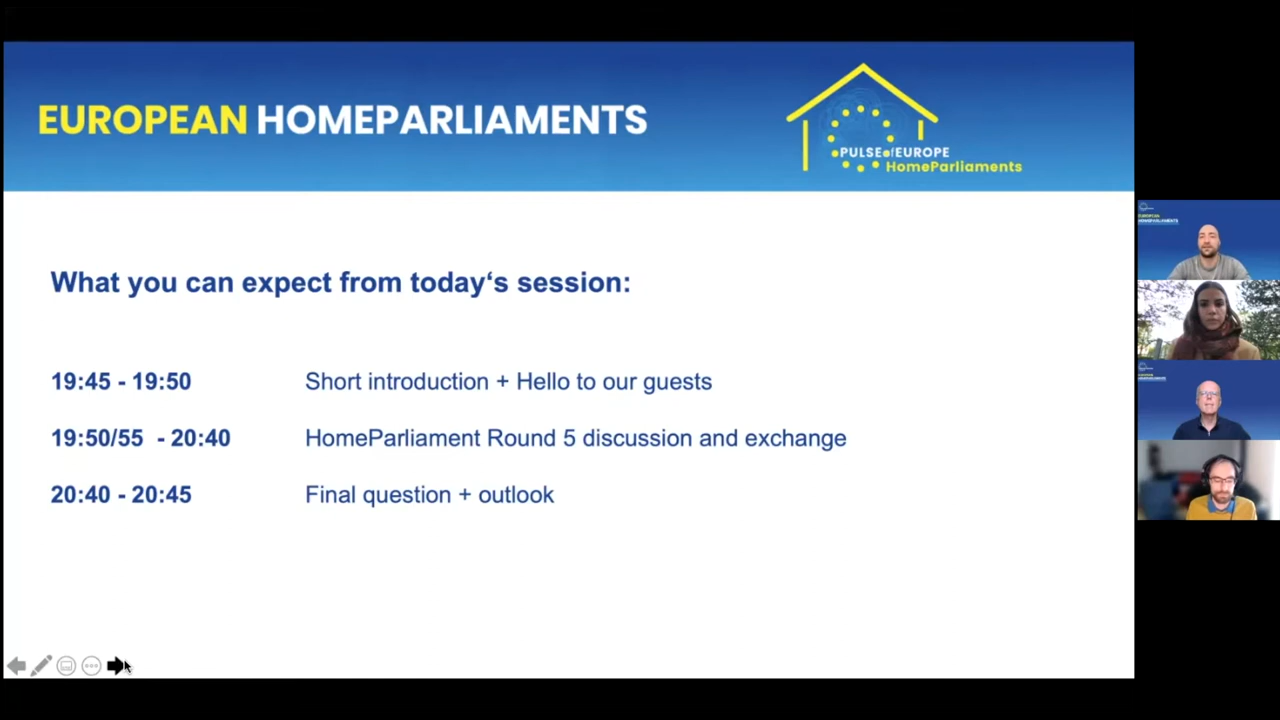 EUROPEAN HOMEPARLIAMENTS
PULSEofEUROPE
HomeParliaments
What you can expect from today‘s session:
19:45 - 19:50 Short introduction + Hello to our guests
19:50/55 - 20:40 HomeParliament Round 5 discussion and exchange
20:40 - 20:45 Final question + outlook